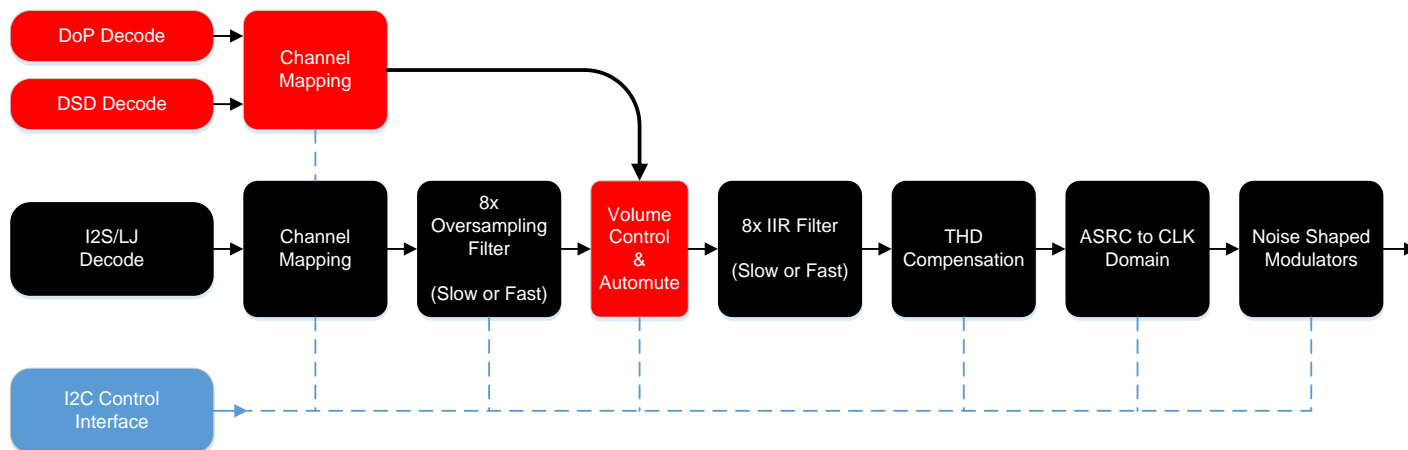 DoP Decode
DSD Decode
Channel
Mapping
I2S/LJ
Decode
Channel
Mapping
8x
Oversampling
Filter
(Slow or Fast)
Volume
Control
&
Automute
8x IIR Filter
(Slow or Fast)
THD
Compensation
ASRC to CLK
Domain
Noise Shaped
Modulators
I2C Control
Interface